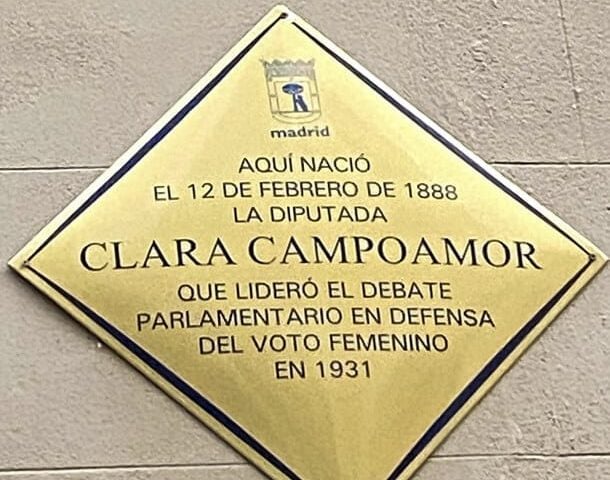 madrid
AQUÍ NACIÓ
EL 12 DE FEBRERO DE 1888
LA DIPUTADA
CLARA CAMPOAMOR
QUE LIDERÓ EL DEBATE
PARLAMENTARIO EN DEFENSA
DEL VOTO FEMENINO
EN 1931